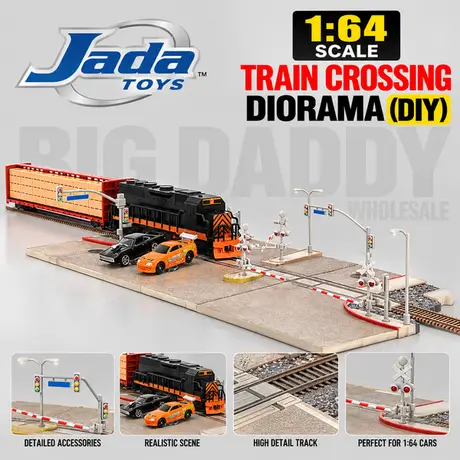 Jada
TOYS™
1:64
SCALE
TRAIN CROSSING
DIORAMA (DIY)
BIG DADDY
WHOLESALE
DETAILED ACCESSORIES
REALISTIC SCENE
HIGH DETAIL TRACK
PERFECT FOR 1:64 CARS